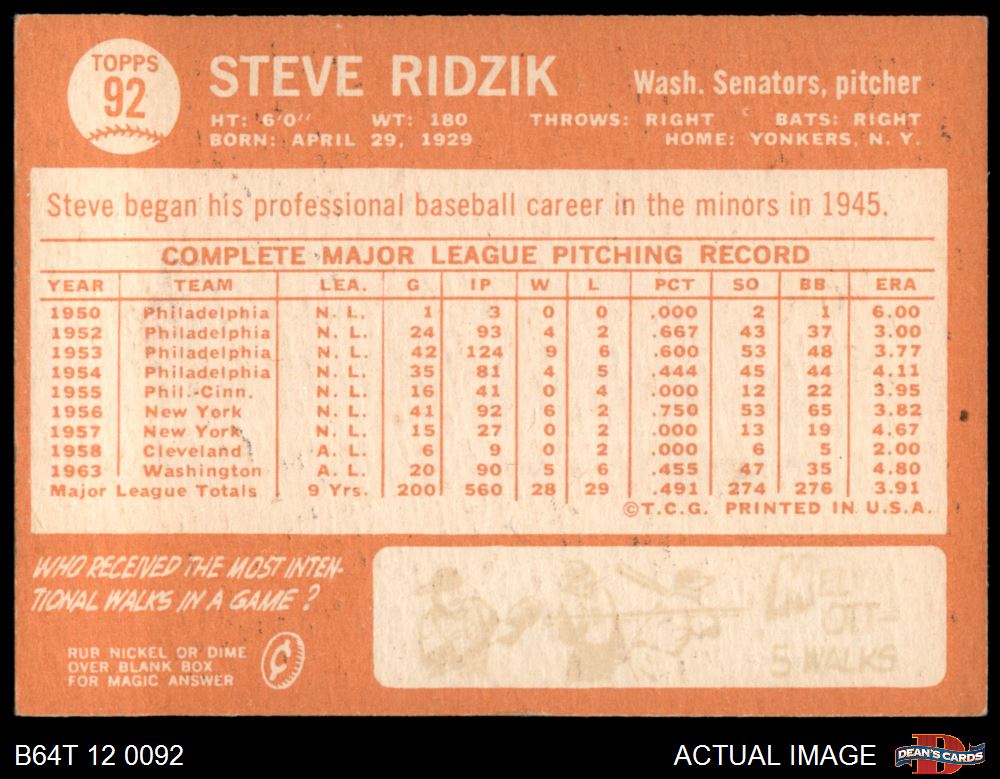 TOPPS
92
STEVE RIDZIK
Wash. Senators, pitcher
HT: 6'0" WT: 180 THROWS: RIGHT BATS: RIGHT
BORN: APRIL 29, 1929 HOME: YONKERS, N. Y.
Steve began his professional baseball career in the minors in 1945.
COMPLETE MAJOR LEAGUE PITCHING RECORD
YEAR TEAM LEA. G IP W L PCT SO BB ERA
1950 Philadelphia N. L. 1 3 0 0 .000 2 1 6.00
1952 Philadelphia N. L. 24 93 4 2 .667 43 37 3.00
1953 Philadelphia N. L. 42 124 9 6 .600 53 48 3.77
1954 Philadelphia N. L. 35 81 4 5 .444 45 44 4.11
1955 Phil.-Cinn. N. L. 16 41 0 4 .000 12 22 3.95
1956 New York N. L. 41 92 6 2 .750 53 65 3.82
1957 New York N. L. 15 27 0 2 .000 13 19 4.67
1958 Cleveland A. L. 6 9 0 2 .000 6 5 2.00
1963 Washington A. L. 20 90 5 6 .455 47 35 4.80
Major League Totals 9 Yrs. 200 560 28 29 .491 274 276 3.91
©T.C.G. PRINTED IN U.S.A.
WHO RECEIVED THE MOST INTEN-
TIONAL WALKS IN A GAME?
RUB NICKEL OR DIME
OVER BLANK BOX
FOR MAGIC ANSWER
MEL
OTT-
5 WALKS
B64T 12 0092
ACTUAL IMAGE
DEAN'S CARDS